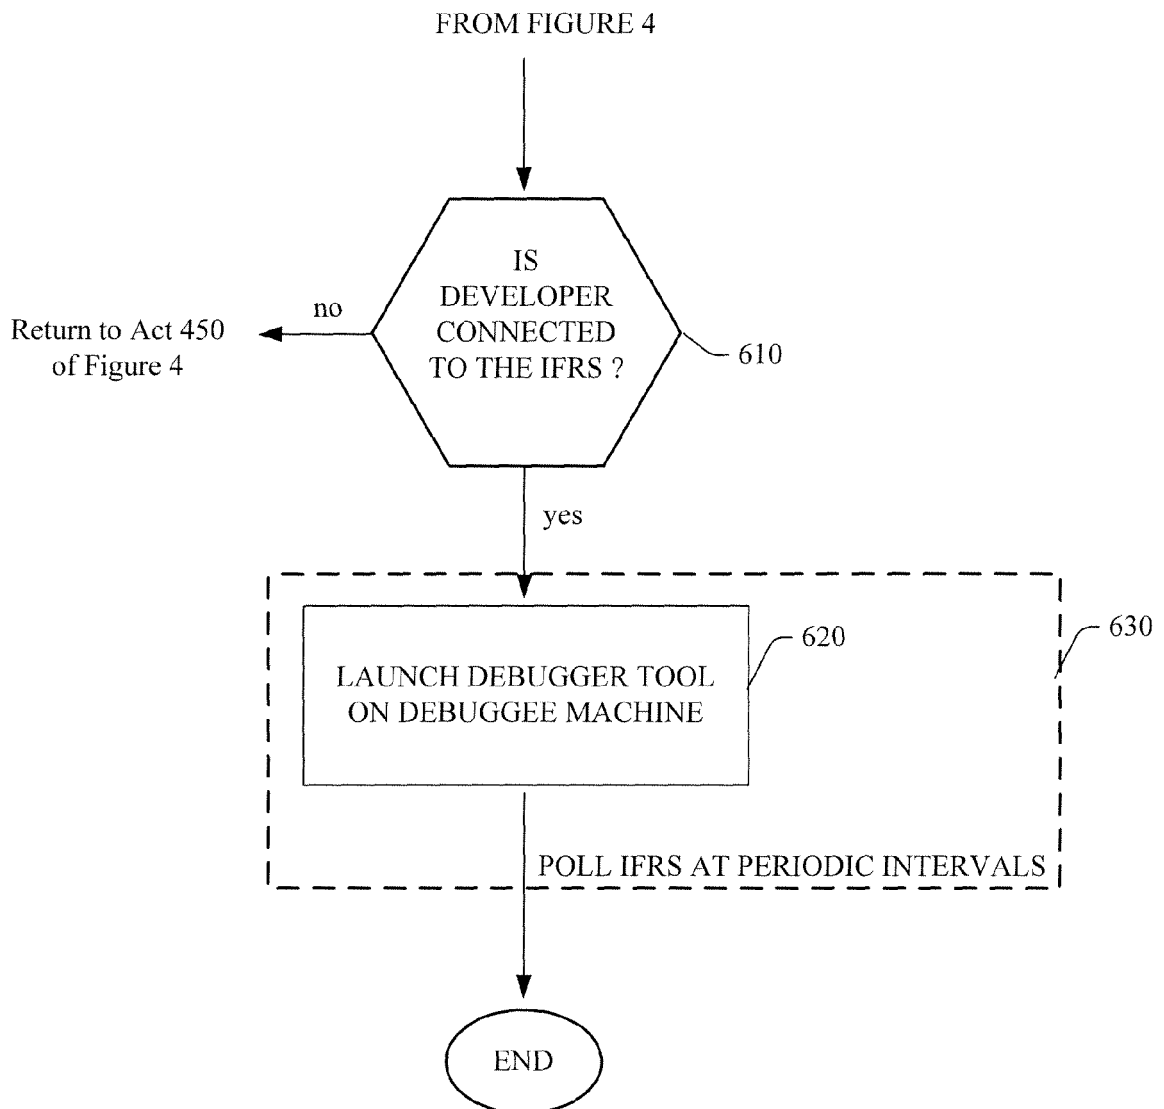 FROM FIGURE 4
IS
DEVELOPER
CONNECTED
TO THE IFRS ?
no
Return to Act 450
of Figure 4
610
yes
620
630
LAUNCH DEBUGGER TOOL
ON DEBUGGEE MACHINE
POLL IFRS AT PERIODIC INTERVALS
END